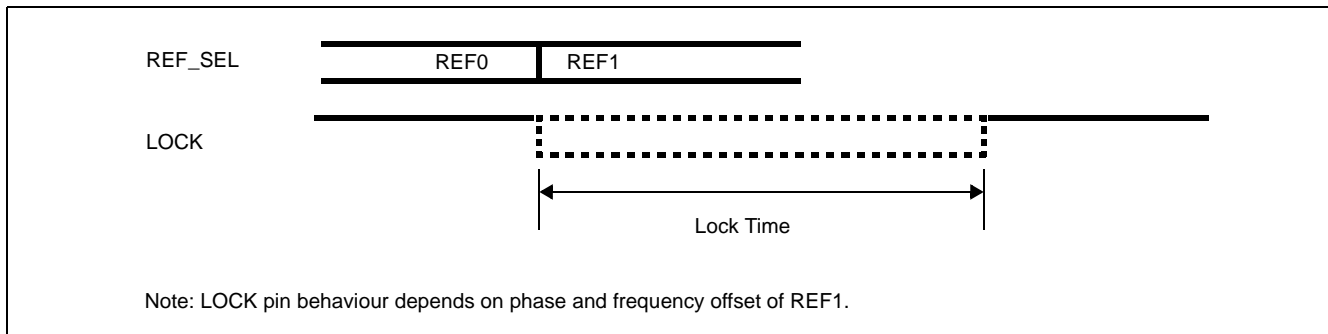 REF_SEL REF0 REF1
LOCK
Lock Time
Note: LOCK pin behaviour depends on phase and frequency offset of REF1.